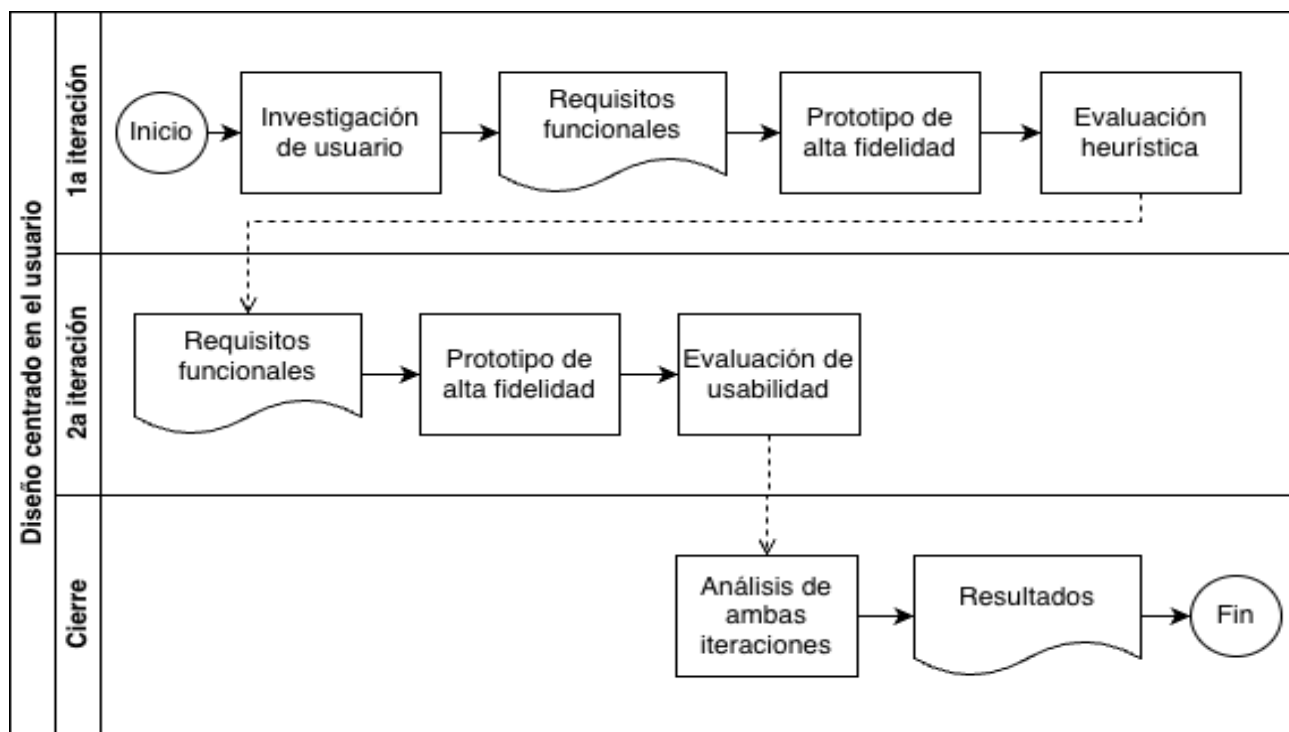 Diseño centrado en el usuario
1a iteración
Inicio
Investigación
de usuario
Requisitos
funcionales
Prototipo de
alta fidelidad
Evaluación
heurística
2a iteración
Requisitos
funcionales
Prototipo de
alta fidelidad
Evaluación de
usabilidad
Cierre
Análisis de
ambas
iteraciones
Resultados
Fin